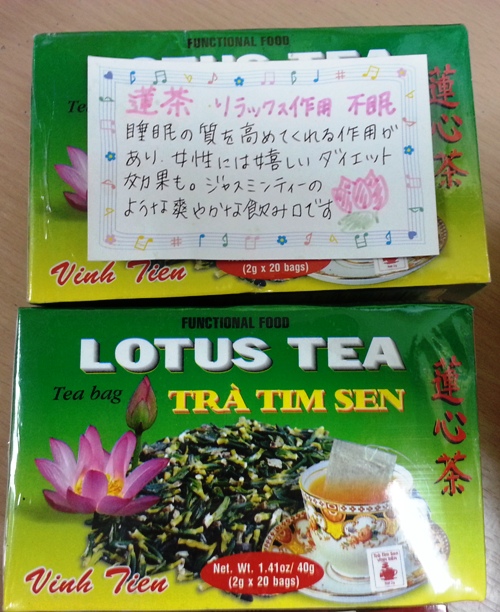 FUNCTIONAL FOOD
LOTUS TEA
蓮茶 リラックス作用 不眠
睡眠の質を高めてくれる作用が
あり、女性には嬉しいダイエット
効果も。ジャスミンティーの
ような爽やかな飲み口です
蓮心茶
Vinh Tien
(2g x 20 bags)
FUNCTIONAL FOOD
LOTUS TEA
Tea bag
TRÀ TIM SEN
蓮心茶
Net. Wt. 1.41oz/ 40g
(2g x 20 bags)
Vinh Tien